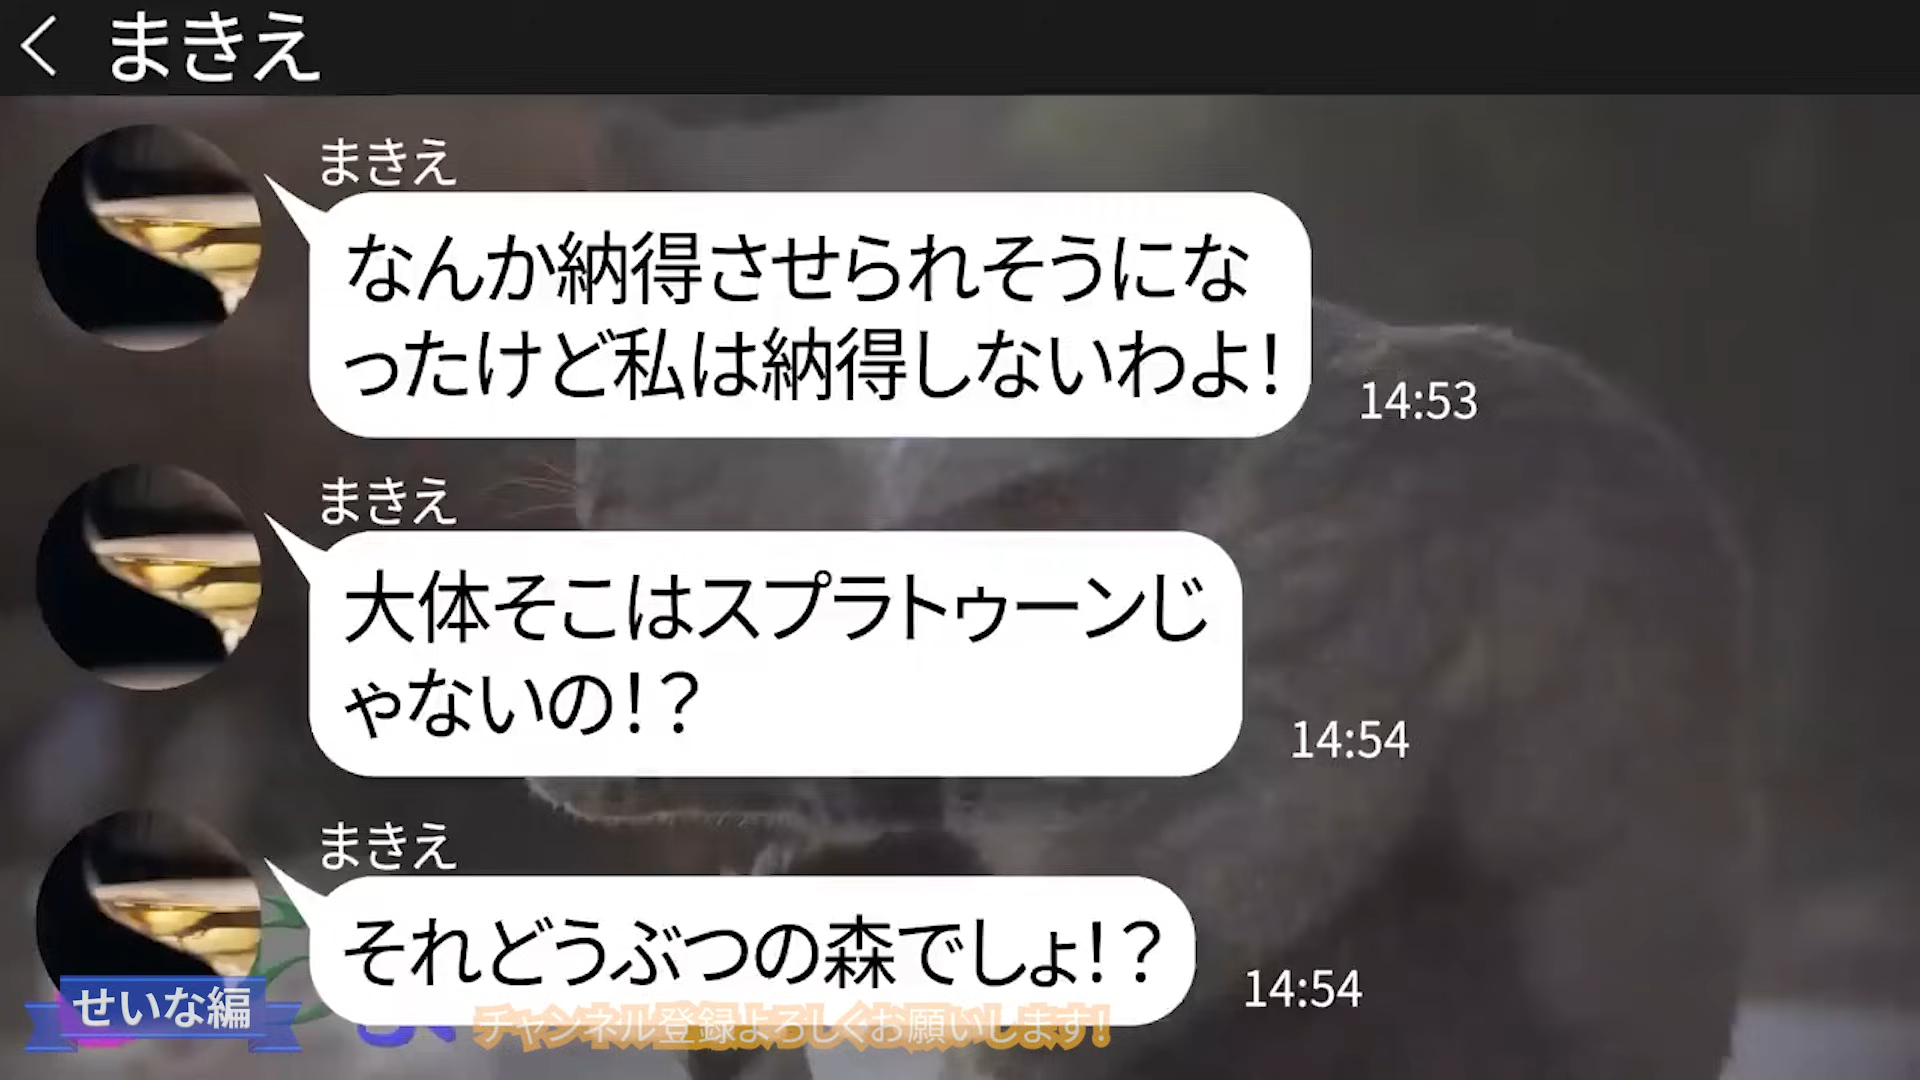 まきえ
まきえ
なんか納得させられそうにな
ったけど私は納得しないわよ！
14:53
まきえ
大体そこはスプラトゥーンじ
ゃないの！？
14:54
まきえ
それどうぶつの森でしょ！？
14:54
せいな編
チャンネル登録よろしくお願いします！